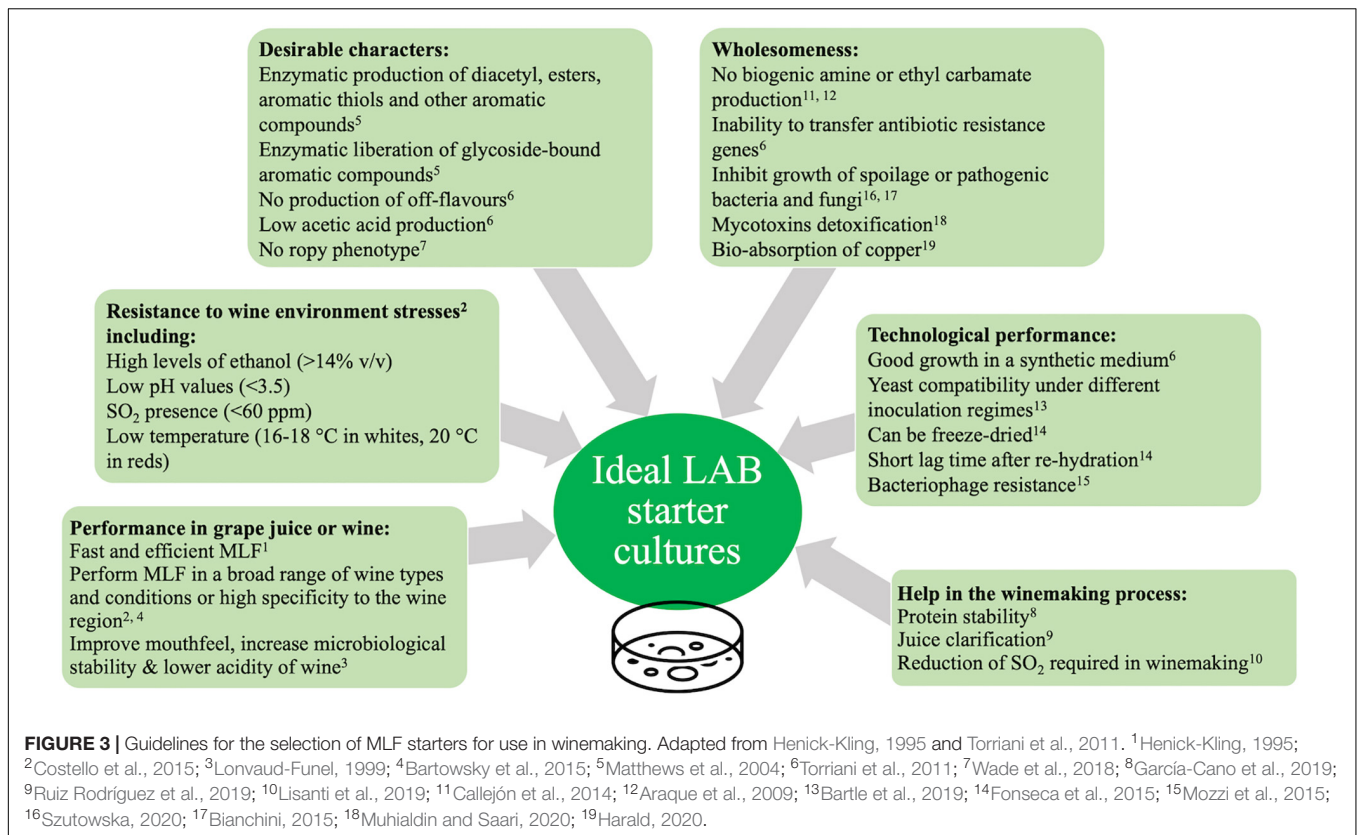 Desirable characters:
Enzymatic production of diacetyl, esters,
aromatic thiols and other aromatic
compounds⁵
Enzymatic liberation of glycoside-bound
aromatic compounds⁵
No production of off-flavours⁶
Low acetic acid production⁶
No ropy phenotype⁷
Wholesomeness:
No biogenic amine or ethyl carbamate
production¹¹, ¹²
Inability to transfer antibiotic resistance
genes⁶
Inhibit growth of spoilage or pathogenic
bacteria and fungi¹⁶, ¹⁷
Mycotoxins detoxification¹⁸
Bio-absorption of copper¹⁹
Resistance to wine environment stresses²
including:
High levels of ethanol (>14% v/v)
Low pH values (<3.5)
SO₂ presence (<60 ppm)
Low temperature (16-18 °C in whites, 20 °C
in reds)
Technological performance:
Good growth in a synthetic medium⁶
Yeast compatibility under different
inoculation regimes¹³
Can be freeze-dried¹⁴
Short lag time after re-hydration¹⁴
Bacteriophage resistance¹⁵
Ideal LAB
starter
cultures
Performance in grape juice or wine:
Fast and efficient MLF¹
Perform MLF in a broad range of wine types
and conditions or high specificity to the wine
region², ⁴
Improve mouthfeel, increase microbiological
stability & lower acidity of wine³
Help in the winemaking process:
Protein stability⁸
Juice clarification⁹
Reduction of SO₂ required in winemaking¹⁰
FIGURE 3 | Guidelines for the selection of MLF starters for use in winemaking. Adapted from Henick-Kling, 1995 and Torriani et al., 2011. ¹Henick-Kling, 1995;
²Costello et al., 2015; ³Lonvaud-Funel, 1999; ⁴Bartowsky et al., 2015; ⁵Matthews et al., 2004; ⁶Torriani et al., 2011; ⁷Wade et al., 2018; ⁸García-Cano et al., 2019;
⁹Ruiz Rodríguez et al., 2019; ¹⁰Lisanti et al., 2019; ¹¹Callejón et al., 2014; ¹²Araque et al., 2009; ¹³Bartle et al., 2019; ¹⁴Fonseca et al., 2015; ¹⁵Mozzi et al., 2015;
¹⁶Szutowska, 2020; ¹⁷Bianchini, 2015; ¹⁸Muhialdin and Saari, 2020; ¹⁹Harald, 2020.